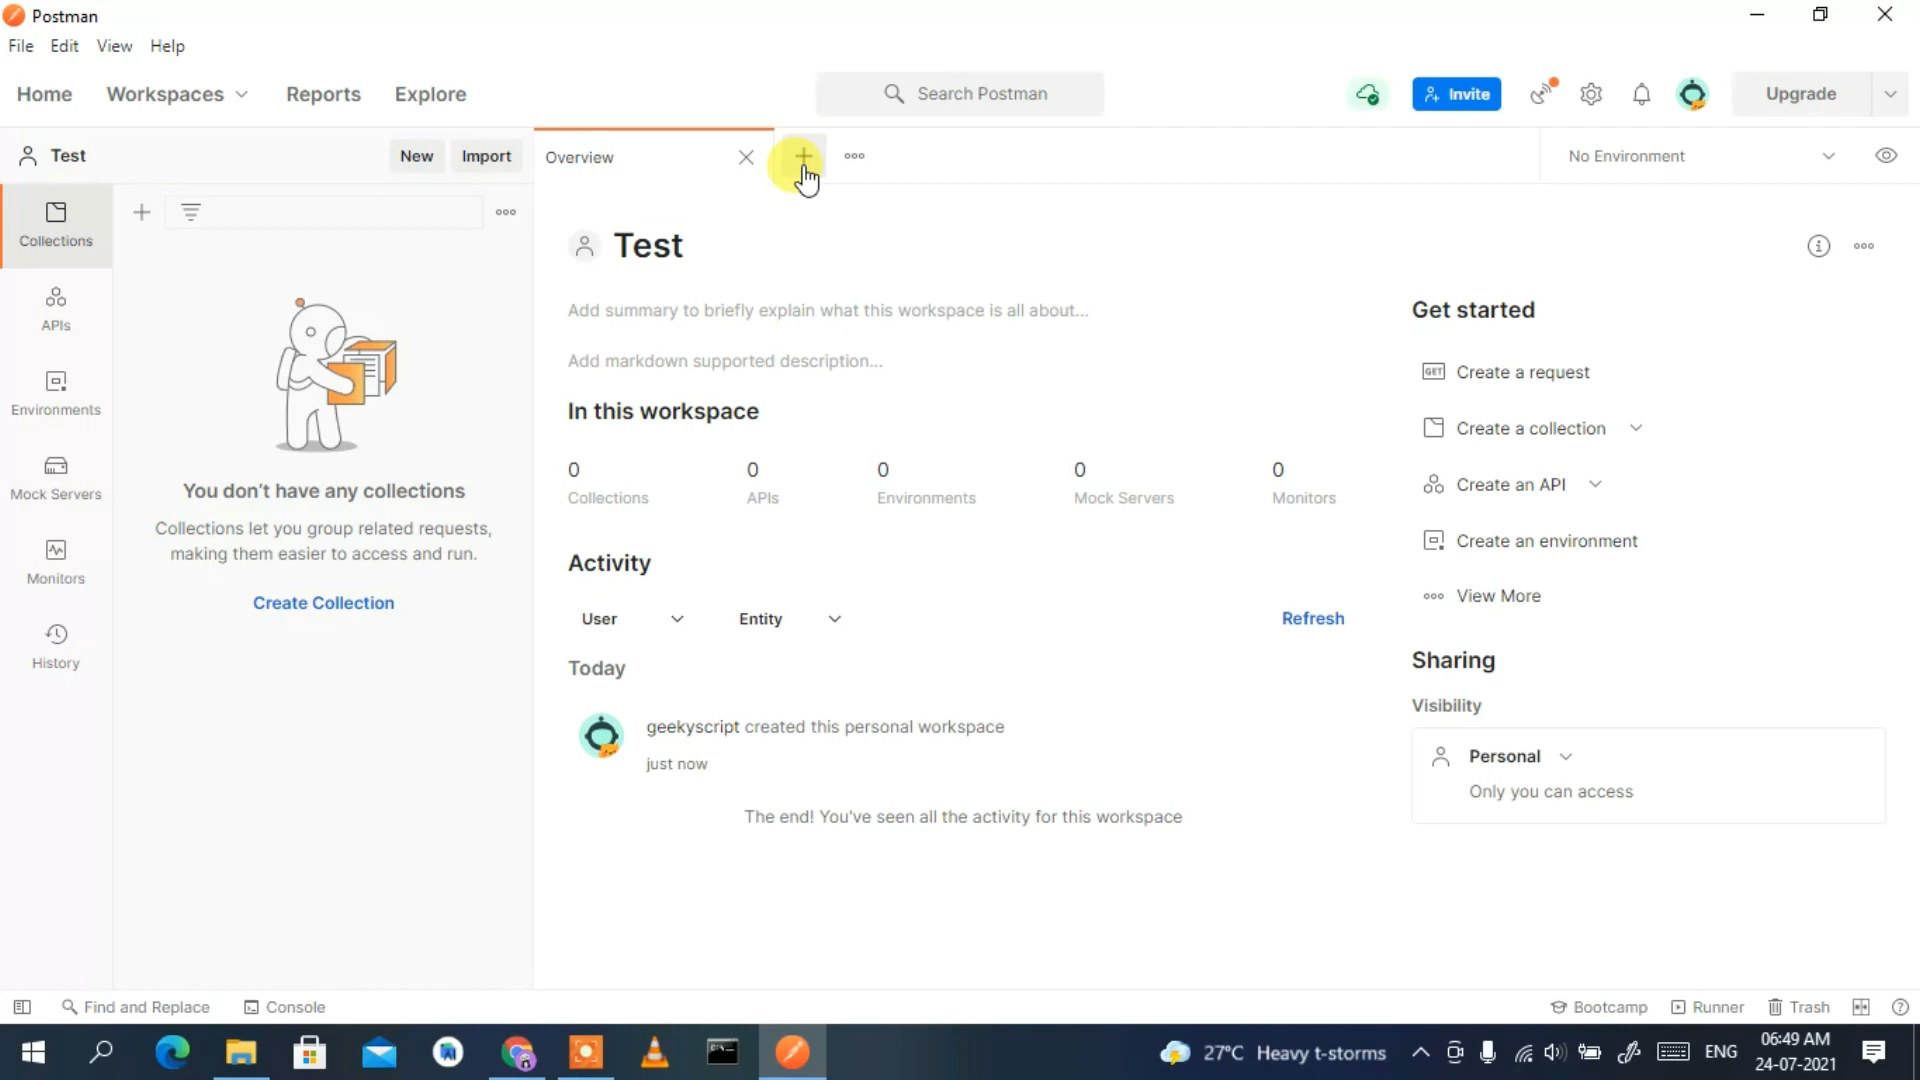 Postman
File Edit View Help
Home Workspaces Reports Explore
Search Postman
Invite
Upgrade
Test
New Import
Overview
No Environment
Collections
APIs
Environments
Mock Servers
Monitors
History
You don't have any collections
Collections let you group related requests,
making them easier to access and run.
Create Collection
Test
Add summary to briefly explain what this workspace is all about...
Add markdown supported description...
In this workspace
0 0 0 0 0
Collections APIs Environments Mock Servers Monitors
Activity
User Entity Refresh
Today
geekyscript created this personal workspace
just now
The end! You've seen all the activity for this workspace
Get started
GET Create a request
Create a collection
Create an API
Create an environment
View More
Sharing
Visibility
Personal
Only you can access
Find and Replace Console
Bootcamp Runner Trash
27°C Heavy t-storms
ENG
06:49 AM
24-07-2021